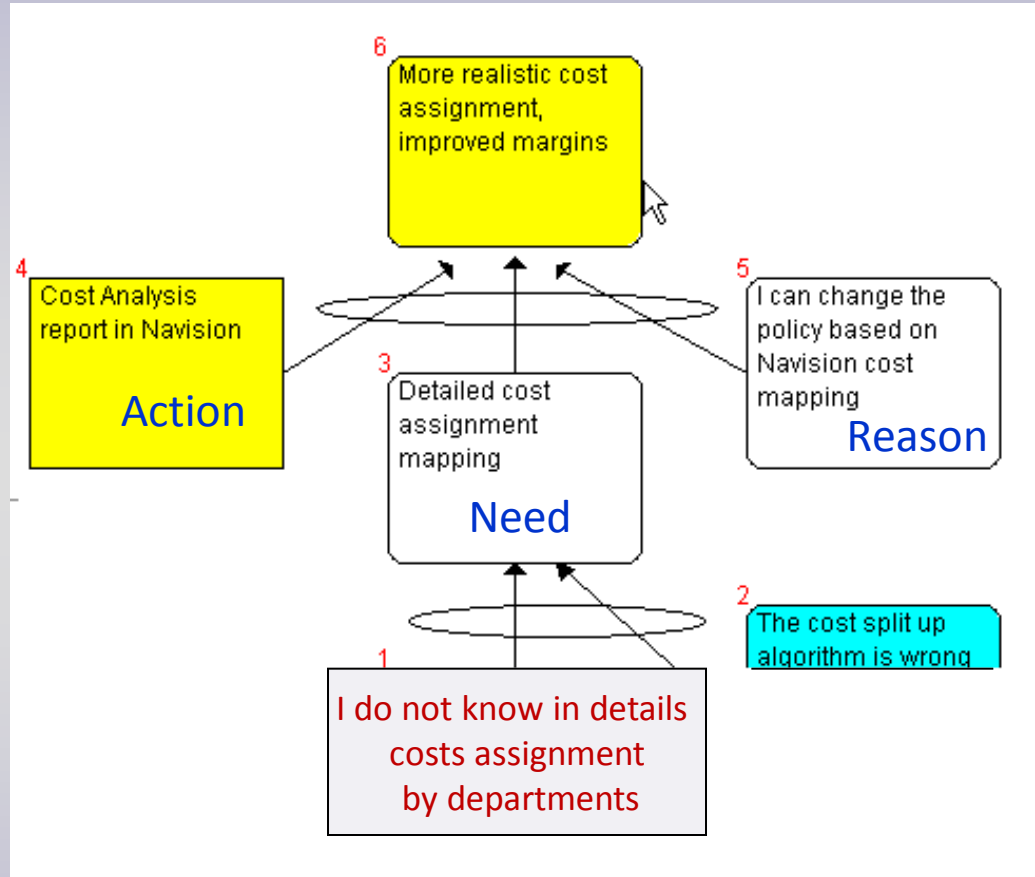 6
More realistic cost
assignment,
improved margins
4
Cost Analysis
report in Navision
Action
5
I can change the
policy based on
Navision cost
mapping
Reason
3
Detailed cost
assignment
mapping
Need
2
The cost split up
algorithm is wrong
1
I do not know in details
costs assignment
by departments